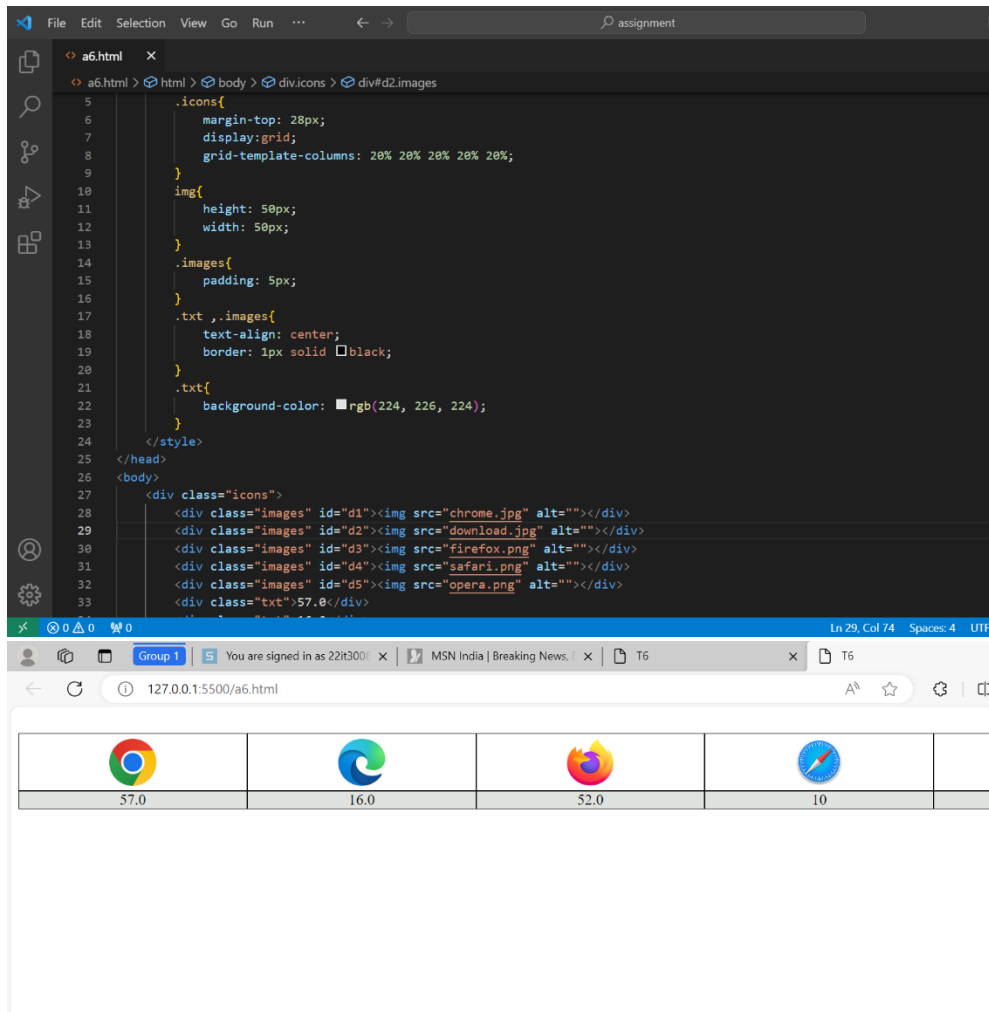 File Edit Selection View Go Run ··· ← → assignment
a6.html ×
a6.html > html > body > div.icons > div#d2.images
5 .icons{
6 margin-top: 28px;
7 display:grid;
8 grid-template-columns: 20% 20% 20% 20% 20%;
9 }
10 img{
11 height: 50px;
12 width: 50px;
13 }
14 .images{
15 padding: 5px;
16 }
17 .txt ,.images{
18 text-align: center;
19 border: 1px solid black;
20 }
21 .txt{
22 background-color: rgb(224, 226, 224);
23 }
24 </style>
25 </head>
26 <body>
27 <div class="icons">
28 <div class="images" id="d1"><img src="chrome.jpg" alt=""></div>
29 <div class="images" id="d2"><img src="download.jpg" alt=""></div>
30 <div class="images" id="d3"><img src="firefox.png" alt=""></div>
31 <div class="images" id="d4"><img src="safari.png" alt=""></div>
32 <div class="images" id="d5"><img src="opera.png" alt=""></div>
33 <div class="txt">57.0</div>
0 0 0 Ln 29, Col 74 Spaces: 4 UTF
Group 1 You are signed in as 22it300 MSN India | Breaking News, T6 T6
127.0.0.1:5500/a6.html
57.0 16.0 52.0 10